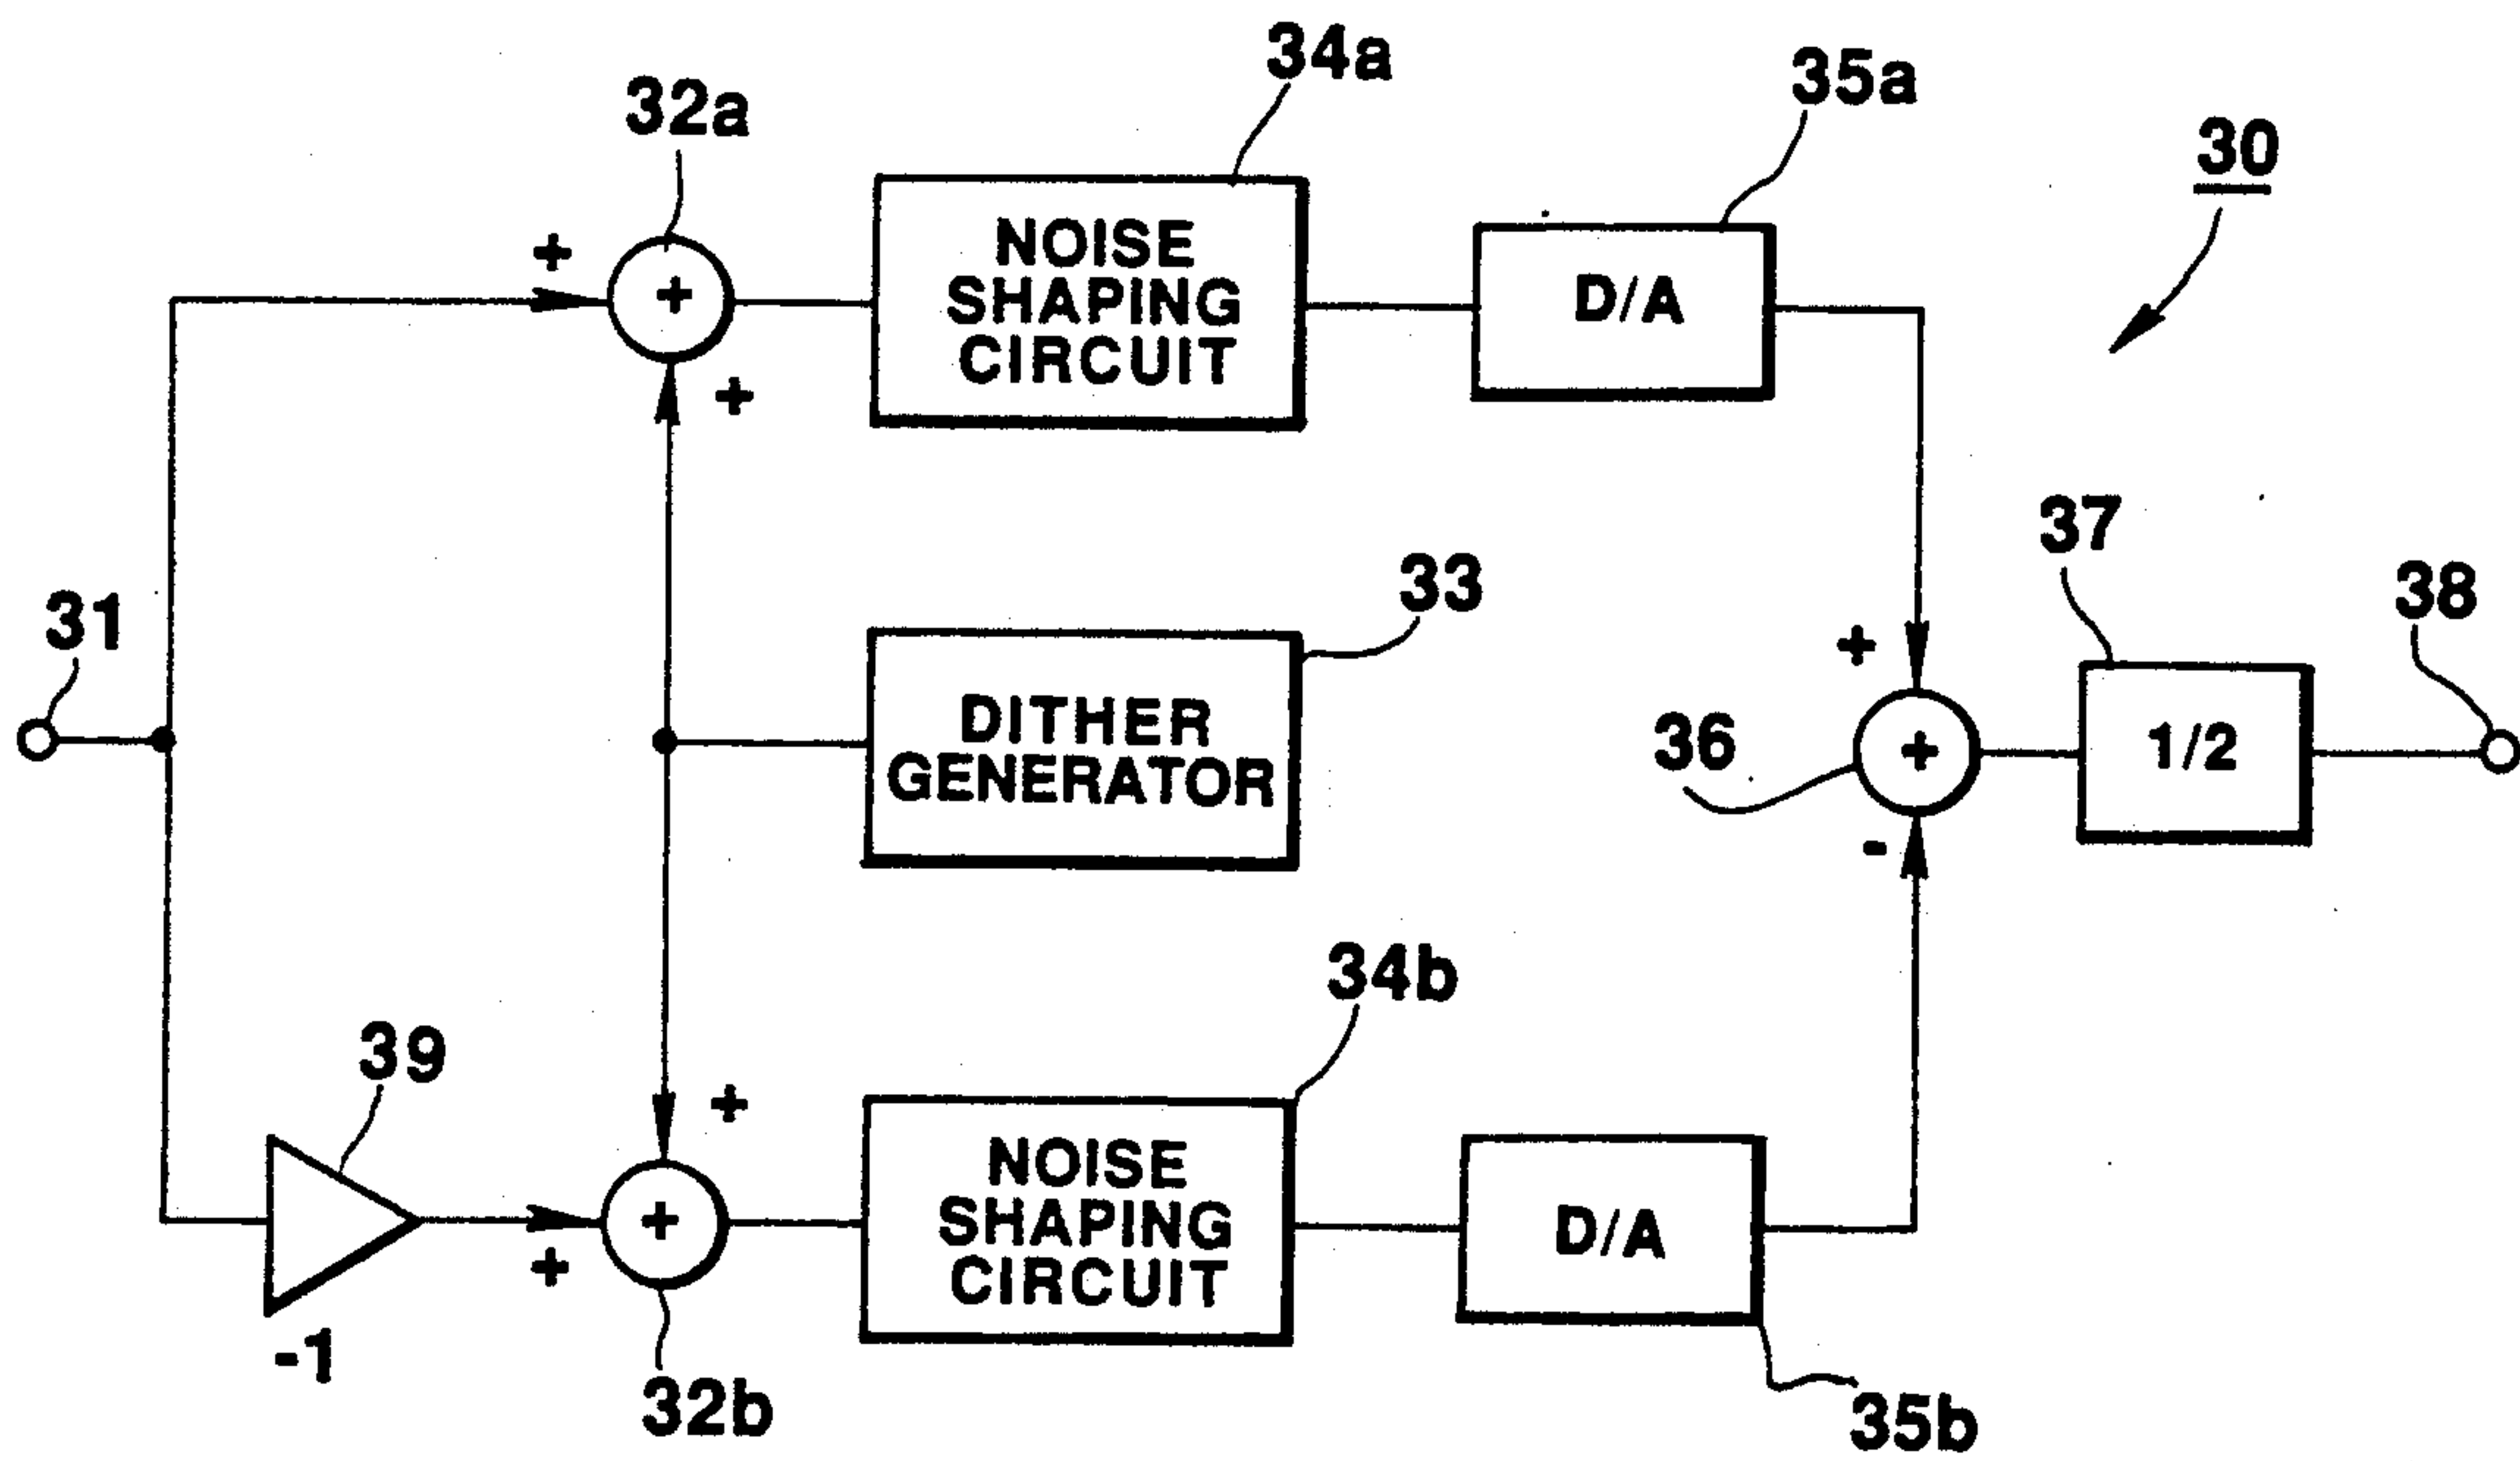 34a
35a
32a
30
+
NOISE
SHAPING
CIRCUIT
D/A
+
+
37
33
38
31
+
DITHER
GENERATOR
36
+
1/2
-
34b
39
+
NOISE
SHAPING
CIRCUIT
+
D/A
+
-1
32b
35b